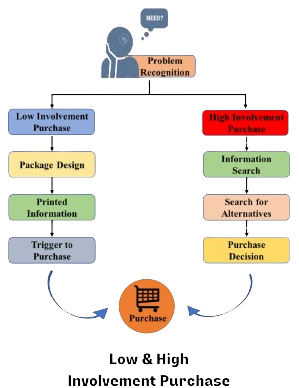 NEED?
Problem
Recognition
Low Involvement
Purchase
High Involvement
Purchase
Package Design
Information
Search
Printed
Information
Search for
Alternatives
Trigger to
Purchase
Purchase
Decision
Purchase
Low & High
Involvement Purchase